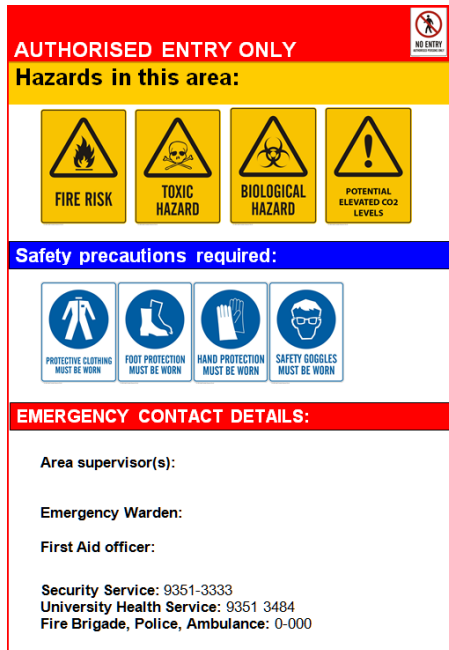 AUTHORISED ENTRY ONLY
NO ENTRY
AUTHORISED PERSONS ONLY
Hazards in this area:
FIRE RISK
TOXIC
HAZARD
BIOLOGICAL
HAZARD
POTENTIAL
ELEVATED CO2
LEVELS
Safety precautions required:
PROTECTIVE CLOTHING
MUST BE WORN
FOOT PROTECTION
MUST BE WORN
HAND PROTECTION
MUST BE WORN
SAFETY GOGGLES
MUST BE WORN
EMERGENCY CONTACT DETAILS:
Area supervisor(s):
Emergency Warden:
First Aid officer:
Security Service: 9351-3333
University Health Service: 9351 3484
Fire Brigade, Police, Ambulance: 0-000